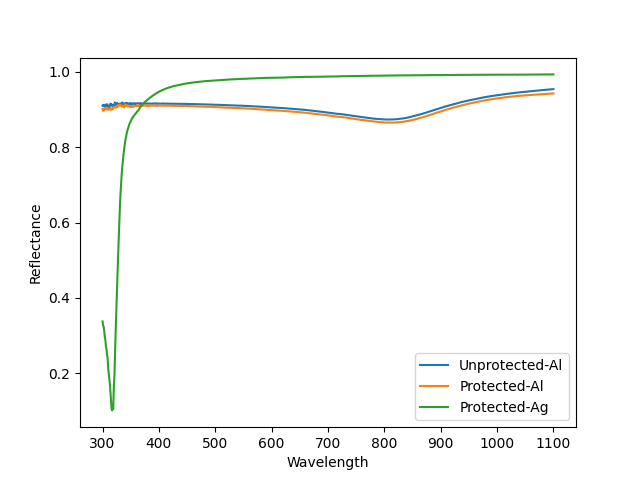 1.0
0.8
0.6
0.4
0.2
Reflectance
300 400 500 600 700 800 900 1000 1100
Wavelength
Unprotected-Al
Protected-Al
Protected-Ag